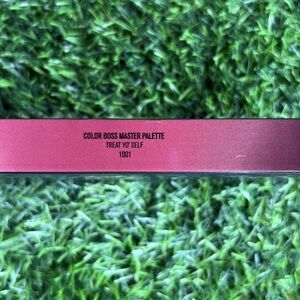 COLOR BOSS MASTER PALETTE
TREAT YO' SELF
1001